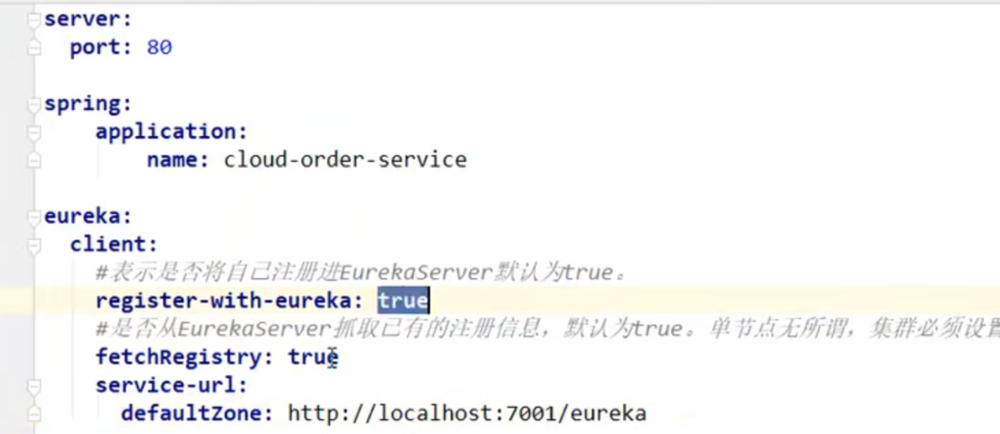 server:
  port: 80
spring:
    application:
        name: cloud-order-service
eureka:
  client:
    #表示是否将自己注册进EurekaServer默认为true。
    register-with-eureka: true
    #是否从EurekaServer抓取已有的注册信息，默认为true。单节点无所谓，集群必须设置
    fetchRegistry: true
    service-url:
      defaultZone: http://localhost:7001/eureka